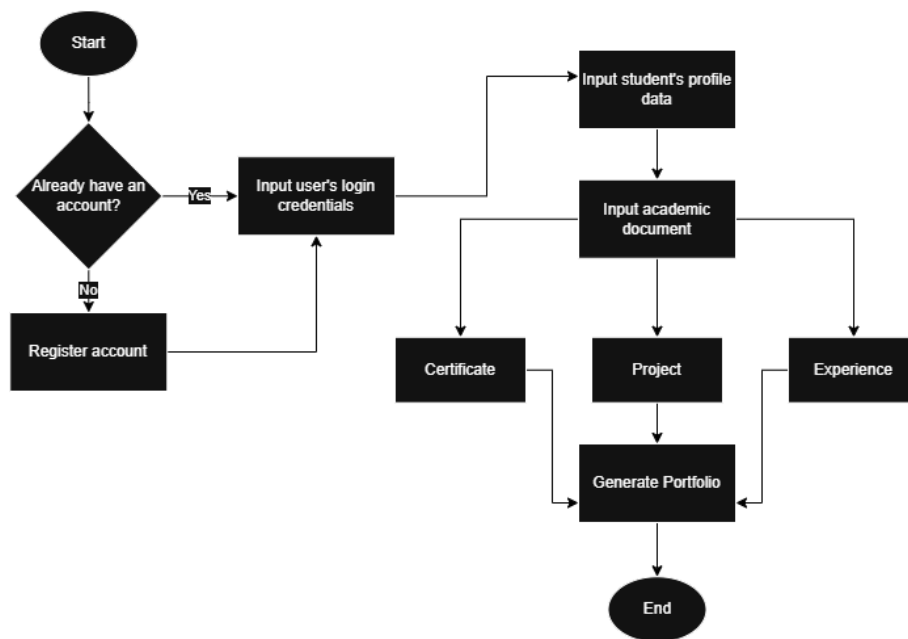 Start
Already have an
account?
Yes
No
Register account
Input user's login
credentials
Input student's profile
data
Input academic
document
Certificate
Project
Experience
Generate Portfolio
End